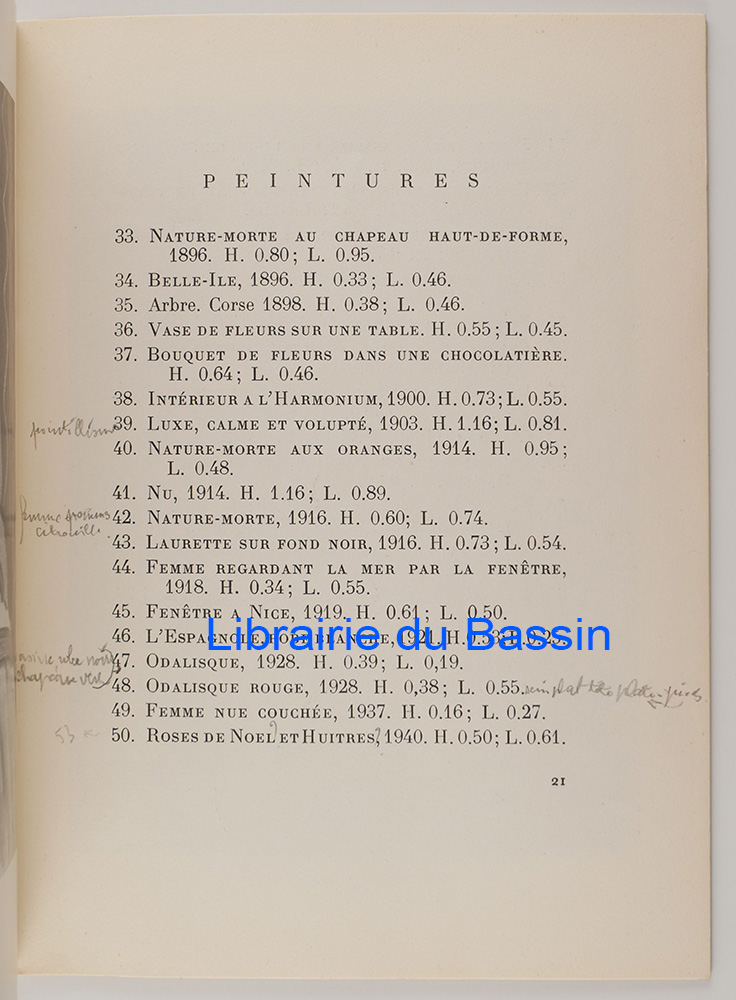 PEINTURES
33. NATURE-MORTE AU CHAPEAU HAUT-DE-FORME,
1896. H. 0.80; L. 0.95.
34. BELLE-ILE, 1896. H. 0.33; L. 0.46.
35. Arbre. Corse 1898. H. 0.38; L. 0.46.
36. VASE DE FLEURS SUR UNE TABLE. H. 0.55; L. 0.45.
37. BOUQUET DE FLEURS DANS UNE CHOCOLATIÈRE.
H. 0.64; L. 0.46.
38. INTÉRIEUR A L'HARMONIUM, 1900. H. 0.73; L. 0.55.
39. LUXE, CALME ET VOLUPTÉ, 1903. H. 1.16; L. 0.81.
40. NATURE-MORTE AUX ORANGES, 1914. H. 0.95;
L. 0.48.
41. NU, 1914. H. 1.16; L. 0.89.
42. NATURE-MORTE, 1916. H. 0.60; L. 0.74.
43. LAURETTE SUR FOND NOIR, 1916. H. 0.73; L. 0.54.
44. FEMME REGARDANT LA MER PAR LA FENÊTRE,
1918. H. 0.34; L. 0.55.
45. FENÊTRE A NICE, 1919. H. 0.61; L. 0.50.
46. L'ESPAGNOLE, ROBE BLANCHE, 1921. H. 0.53; L. 0.29.
Librairie du Bassin
47. ODALISQUE, 1928. H. 0.39; L. 0,19.
48. ODALISQUE ROUGE, 1928. H. 0,38; L. 0.55.
49. FEMME NUE COUCHÉE, 1937. H. 0.16; L. 0.27.
53
50. ROSES DE NOEL ET HUITRES, 1940. H. 0.50; L. 0.61.
21